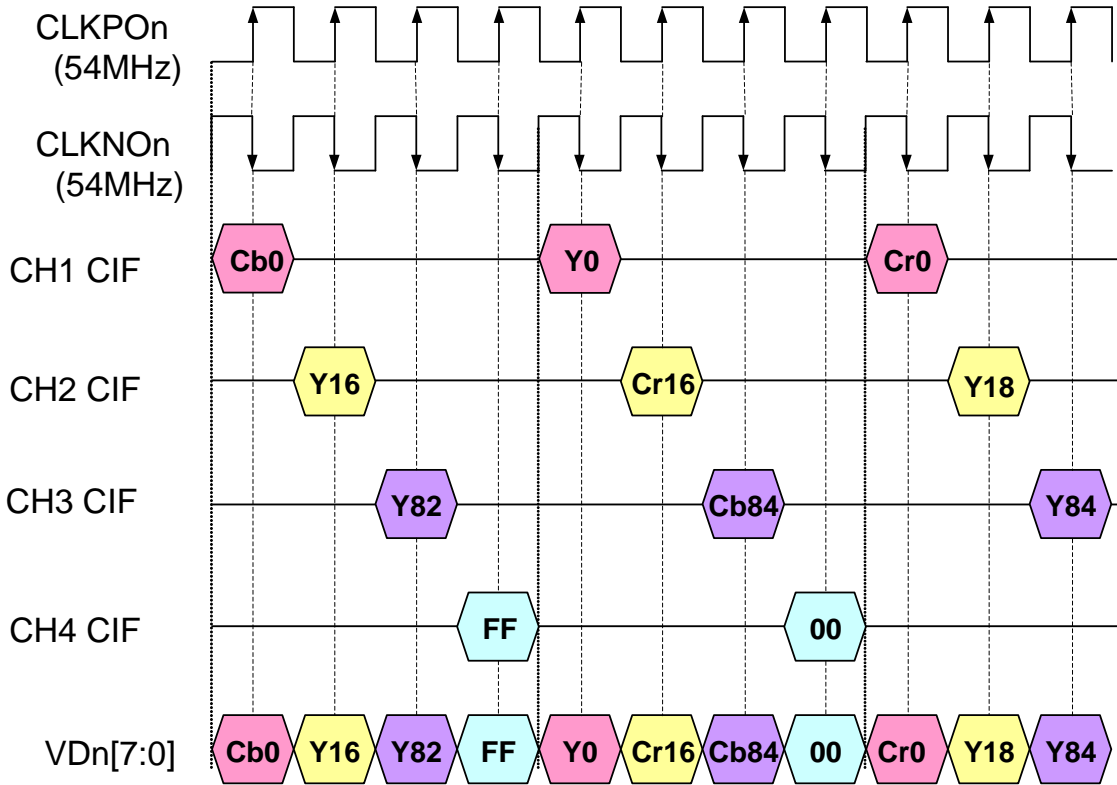 CLKPOn
(54MHz)
CLKNOn
(54MHz)
CH1 CIF Cb0 Y0 Cr0
CH2 CIF Y16 Cr16 Y18
CH3 CIF Y82 Cb84 Y84
CH4 CIF FF 00
VDn[7:0] Cb0 Y16 Y82 FF Y0 Cr16 Cb84 00 Cr0 Y18 Y84